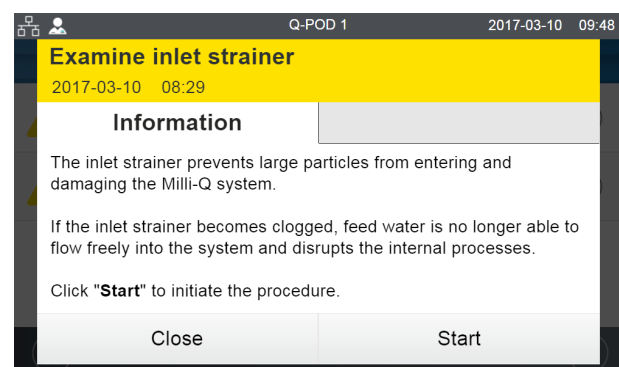 Q-POD 1 2017-03-10 09:48
Examine inlet strainer
2017-03-10 08:29
Information
The inlet strainer prevents large particles from entering and
damaging the Milli-Q system.
If the inlet strainer becomes clogged, feed water is no longer able to
flow freely into the system and disrupts the internal processes.
Click "Start" to initiate the procedure.
Close Start